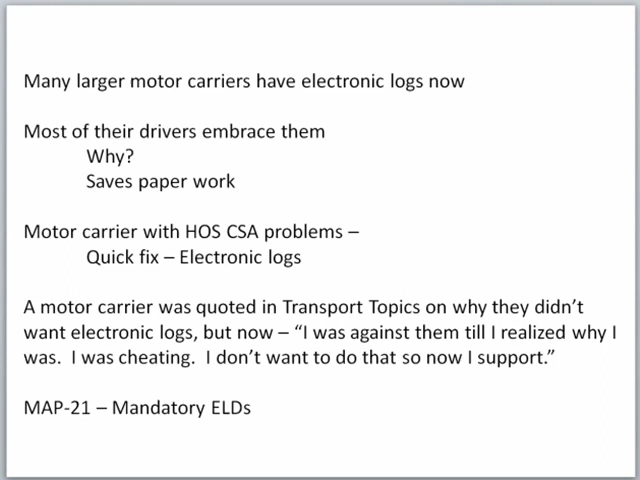 Many larger motor carriers have electronic logs now
Most of their drivers embrace them
Why?
Saves paper work
Motor carrier with HOS CSA problems –
Quick fix – Electronic logs
A motor carrier was quoted in Transport Topics on why they didn’t
want electronic logs, but now – “I was against them till I realized why I
was.  I was cheating.  I don’t want to do that so now I support.”
MAP-21 – Mandatory ELDs